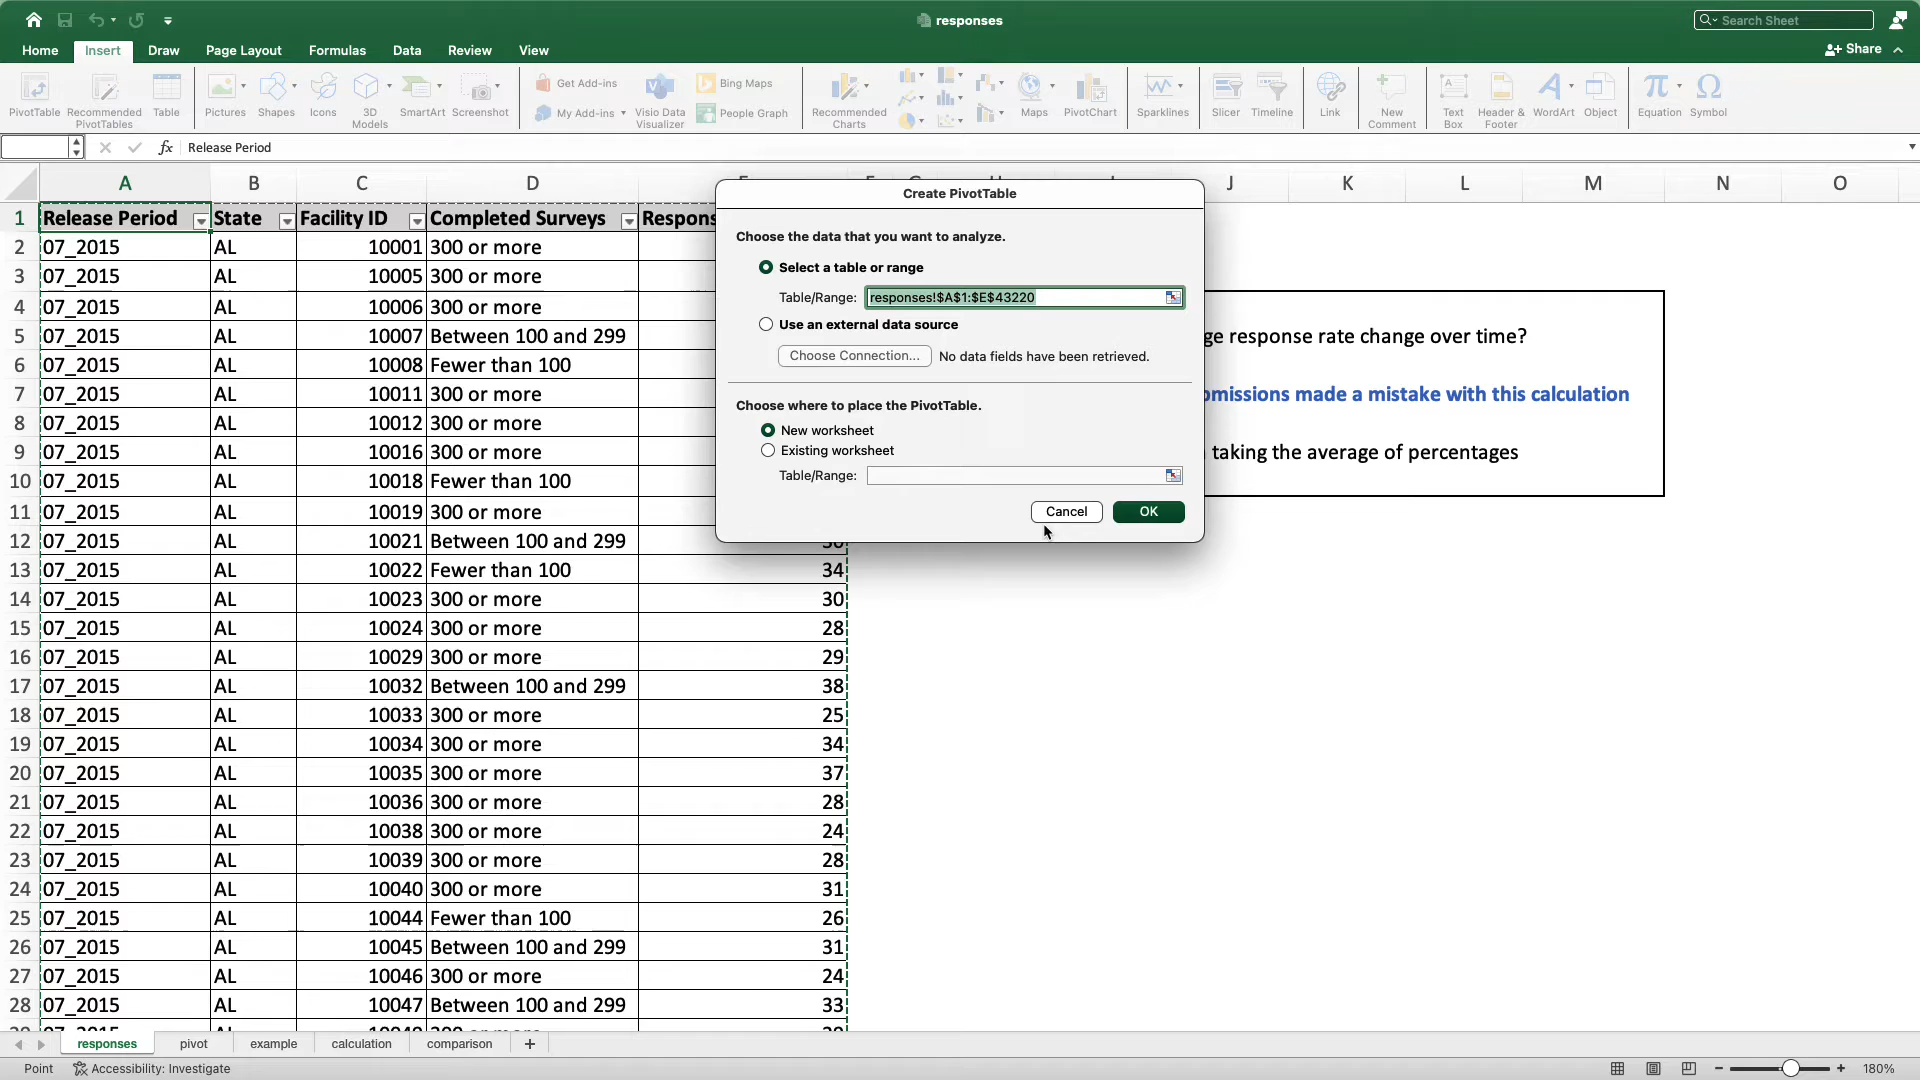 responses
Search Sheet
Home Insert Draw Page Layout Formulas Data Review View
Share
PivotTable
Recommended
PivotTables
Table
Pictures
Shapes
Icons
3D
Models
SmartArt
Screenshot
Get Add-ins
My Add-ins
Visio Data
Visualizer
Bing Maps
People Graph
Recommended
Charts
Maps
PivotChart
Sparklines
Slicer
Timeline
Link
New
Comment
Text
Box
Header &
Footer
WordArt
Object
Equation
Symbol
fx Release Period
A B C D J K L M N O
1 Release Period State Facility ID Completed Surveys Respons
2 07_2015 AL 10001 300 or more
3 07_2015 AL 10005 300 or more
4 07_2015 AL 10006 300 or more
5 07_2015 AL 10007 Between 100 and 299
6 07_2015 AL 10008 Fewer than 100
7 07_2015 AL 10011 300 or more
8 07_2015 AL 10012 300 or more
9 07_2015 AL 10016 300 or more
10 07_2015 AL 10018 Fewer than 100
11 07_2015 AL 10019 300 or more
12 07_2015 AL 10021 Between 100 and 299
13 07_2015 AL 10022 Fewer than 100 34
14 07_2015 AL 10023 300 or more 30
15 07_2015 AL 10024 300 or more 28
16 07_2015 AL 10029 300 or more 29
17 07_2015 AL 10032 Between 100 and 299 38
18 07_2015 AL 10033 300 or more 25
19 07_2015 AL 10034 300 or more 34
20 07_2015 AL 10035 300 or more 37
21 07_2015 AL 10036 300 or more 28
22 07_2015 AL 10038 300 or more 24
23 07_2015 AL 10039 300 or more 28
24 07_2015 AL 10040 300 or more 31
25 07_2015 AL 10044 Fewer than 100 26
26 07_2015 AL 10045 Between 100 and 299 31
27 07_2015 AL 10046 300 or more 24
28 07_2015 AL 10047 Between 100 and 299 33
Create PivotTable
Choose the data that you want to analyze.
Select a table or range
Table/Range: responses!$A$1:$E$43220
Use an external data source
Choose Connection... No data fields have been retrieved.
Choose where to place the PivotTable.
New worksheet
Existing worksheet
Table/Range:
Cancel OK
ge response rate change over time?
omissions made a mistake with this calculation
taking the average of percentages
responses pivot example calculation comparison +
Point Accessibility: Investigate
− + 180%